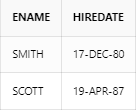 ENAME HIREDATE
SMITH 17-DEC-80
SCOTT 19-APR-87